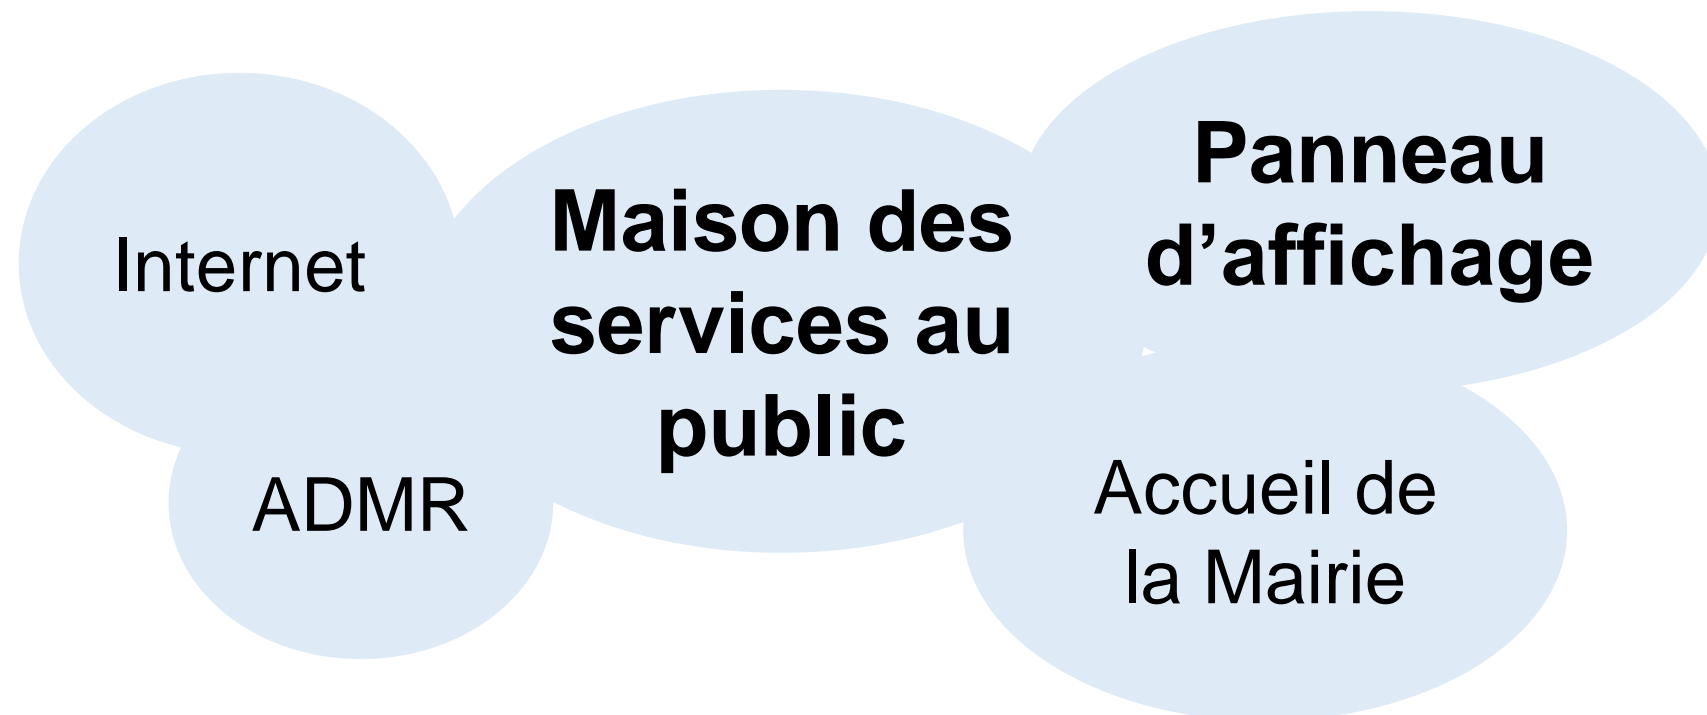 Internet
ADMR
Maison des
services au
public
Panneau
d’affichage
Accueil de
la Mairie